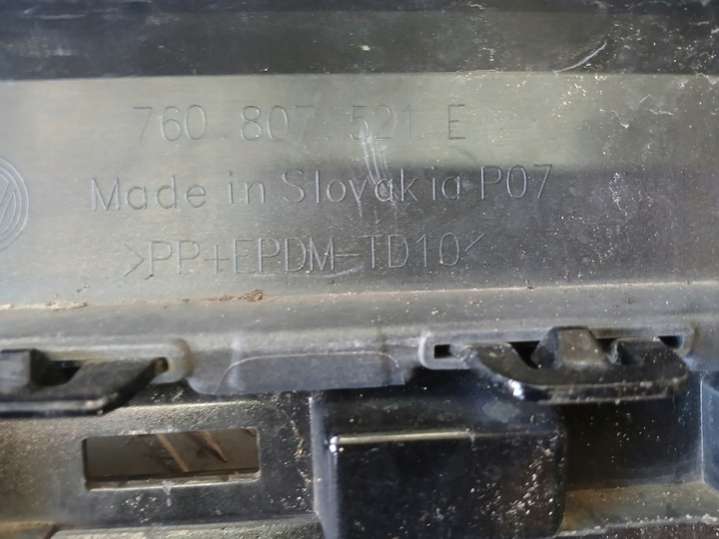 760 807 521 E
Made in Slovakia P07
>PP+EPDM-TD10<